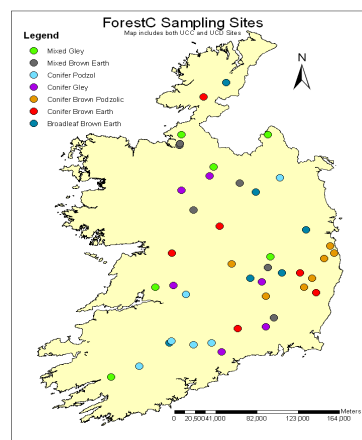 ForestC Sampling Sites
Map includes both UCC and UCD Sites
Legend
Mixed Gley
Mixed Brown Earth
Conifer Podzol
Conifer Gley
Conifer Brown Podzolic
Conifer Brown Earth
Broadleaf Brown Earth
N
Meters
0 20,50041,000 82,000 123,000 164,000